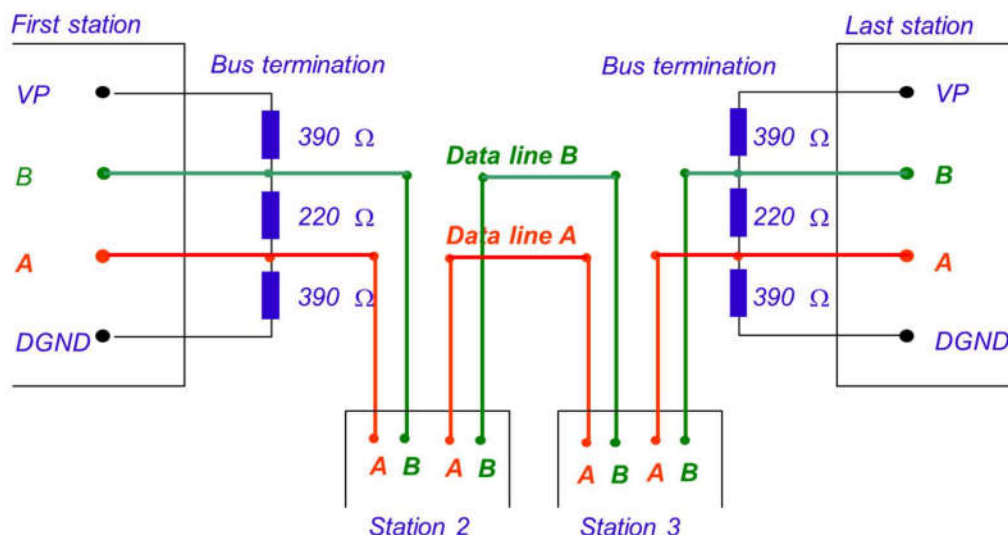 First station
Last station
Bus termination
Bus termination
VP
390 Ω
B
220 Ω
A
390 Ω
DGND
Data line B
Data line A
390 Ω
VP
220 Ω
B
390 Ω
A
DGND
A B A B
A B A B
Station 2
Station 3